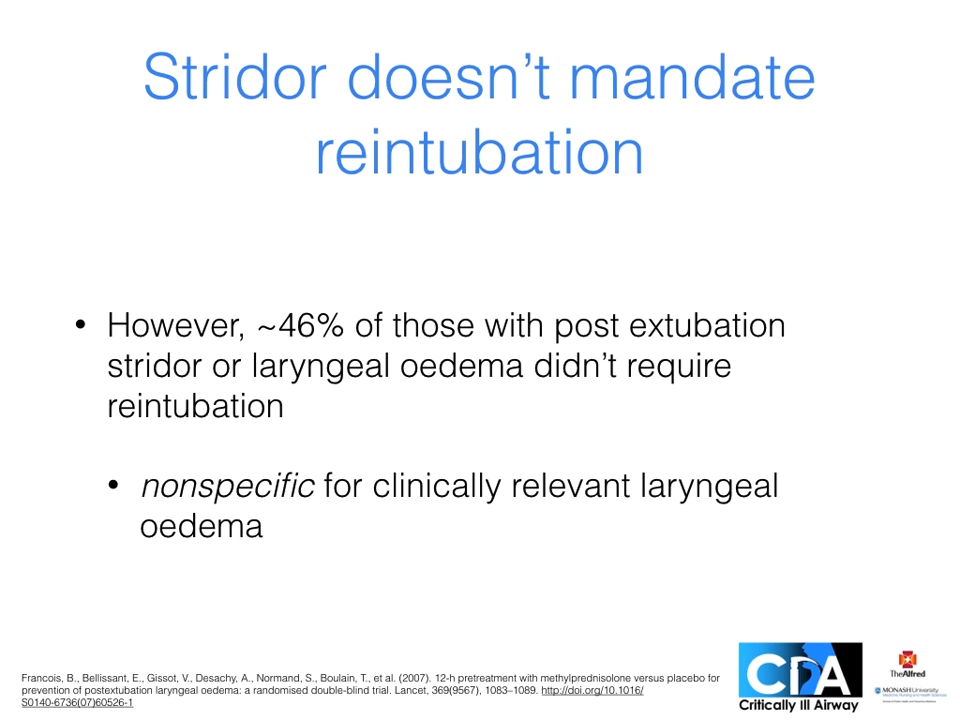 Stridor doesn’t mandate
reintubation
• However, ~46% of those with post extubation
stridor or laryngeal oedema didn’t require
reintubation
• nonspecific for clinically relevant laryngeal
oedema
Francois, B., Bellissant, E., Gissot, V., Desachy, A., Normand, S., Boulain, T., et al. (2007). 12-h pretreatment with methylprednisolone versus placebo for
prevention of postextubation laryngeal oedema: a randomised double-blind trial. Lancet, 369(9567), 1083–1089. http://doi.org/10.1016/
S0140-6736(07)60526-1
CIA
Critically Ill Airway
TheAlfred
MONASH University